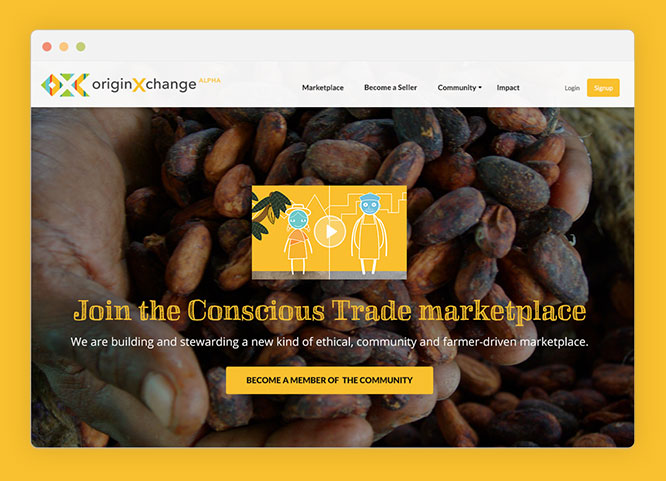 originXchange ALPHA
Marketplace
Become a Seller
Community
Impact
Login
Signup
Join the Conscious Trade marketplace
We are building and stewarding a new kind of ethical, community and farmer-driven marketplace.
BECOME A MEMBER OF THE COMMUNITY